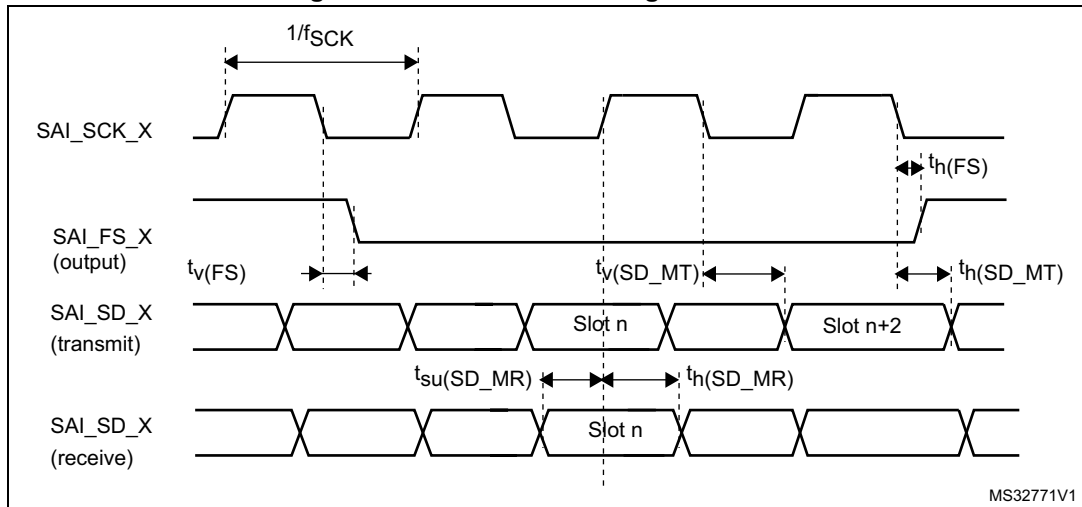 1/fSCK
SAI_SCK_X
th(FS)
SAI_FS_X
(output)
tv(FS)
tv(SD_MT)
th(SD_MT)
SAI_SD_X
(transmit)
Slot n
Slot n+2
tsu(SD_MR)
th(SD_MR)
SAI_SD_X
(receive)
Slot n
MS32771V1